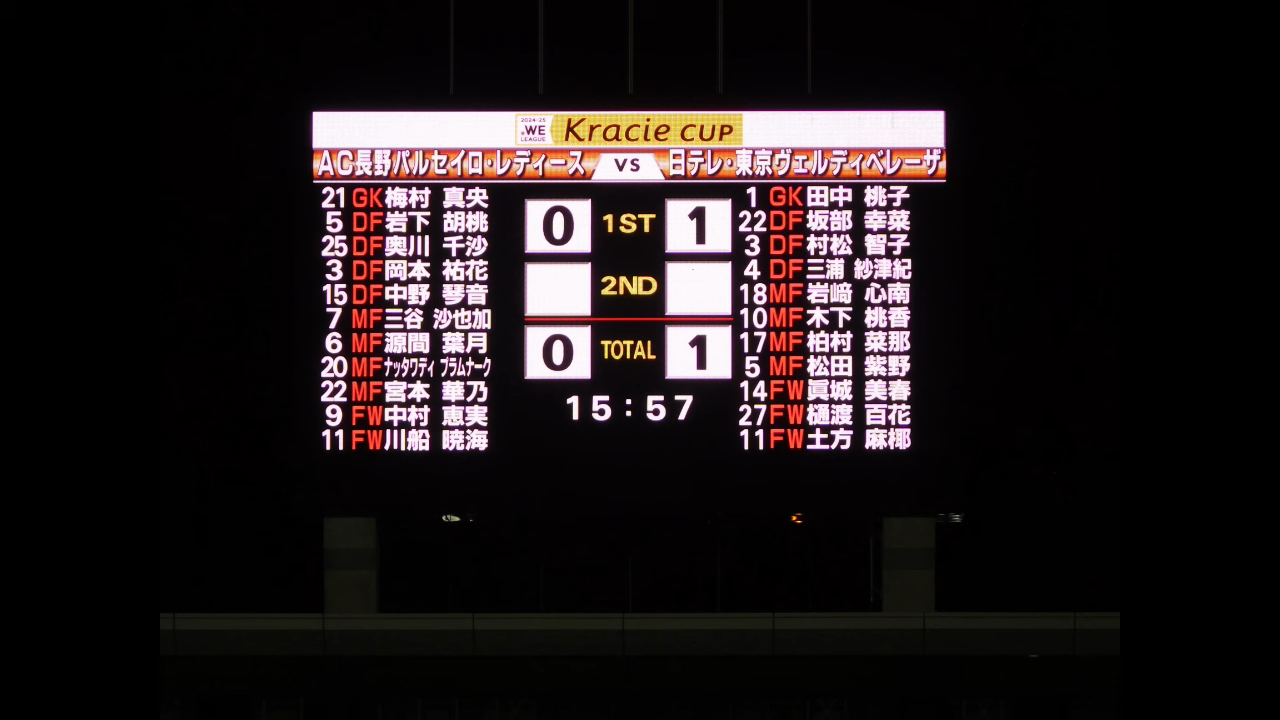 2024-25
WE
LEAGUE
Kracie CUP
AC長野パルセイロ・レディース VS 日テレ・東京ヴェルディベレーザ
21 GK 梅村 真央
5 DF 岩下 胡桃
25 DF 奥川 千沙
3 DF 岡本 祐花
15 DF 中野 琴音
7 MF 三谷 沙也加
6 MF 源間 葉月
20 MF ナッタワディ プラムナーク
22 MF 宮本 華乃
9 FW 中村 恵実
11 FW 川船 暁海
0 1ST 1
2ND
0 TOTAL 1
15:57
1 GK 田中 桃子
22 DF 坂部 幸菜
3 DF 村松 智子
4 DF 三浦 紗津紀
18 MF 岩﨑 心南
10 MF 木下 桃香
17 MF 柏村 菜那
5 MF 松田 紫野
14 FW 眞城 美春
27 FW 樋渡 百花
11 FW 土方 麻椰